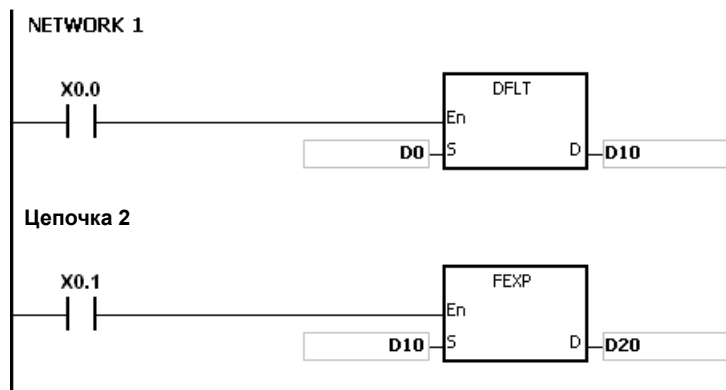 NETWORK 1
X0.0
DFLT
En
D0 S D D10
Цепочка 2
X0.1
FEXP
En
D10 S D D20